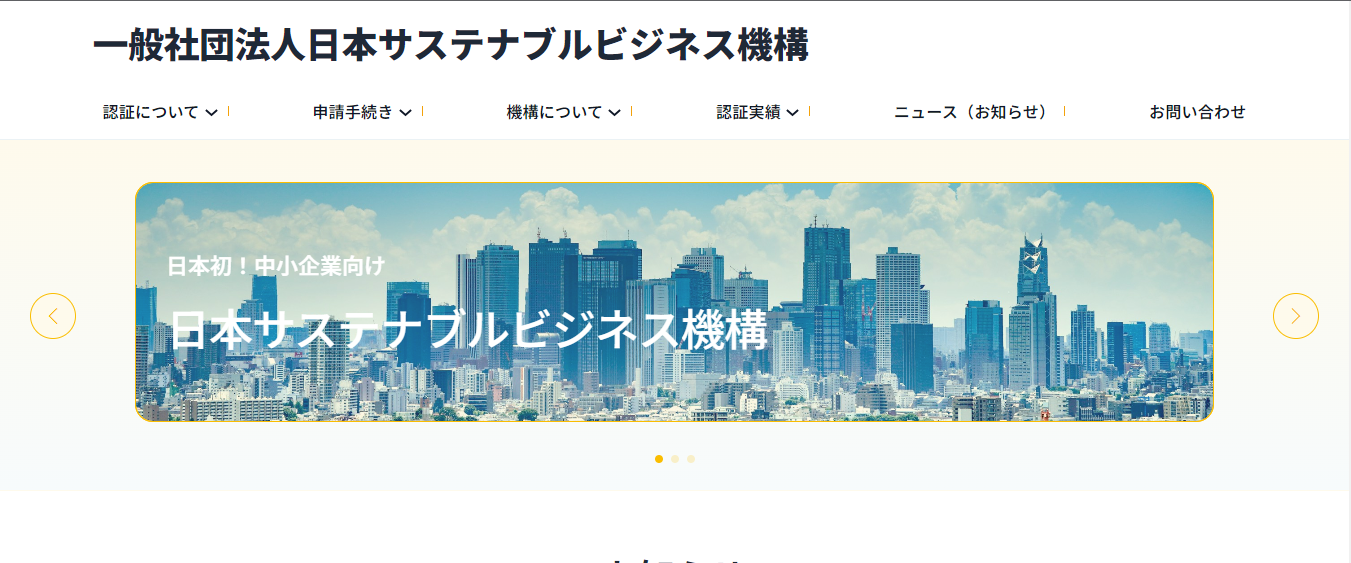 一般社団法人日本サステナブルビジネス機構
認証について
申請手続き
機構について
認証実績
ニュース（お知らせ）
お問い合わせ
日本初！中小企業向け
日本サステナブルビジネス機構